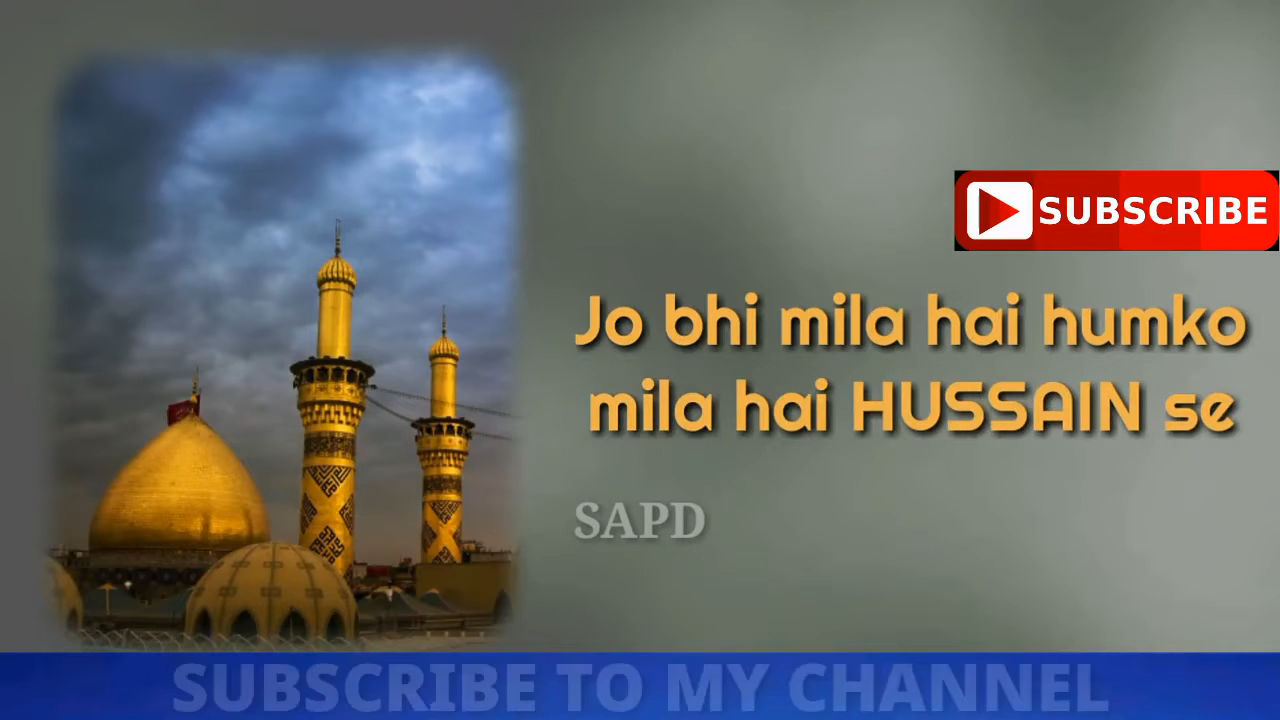 SUBSCRIBE
Jo bhi mila hai humko
mila hai HUSSAIN se
SAPD
SUBSCRIBE TO MY CHANNEL